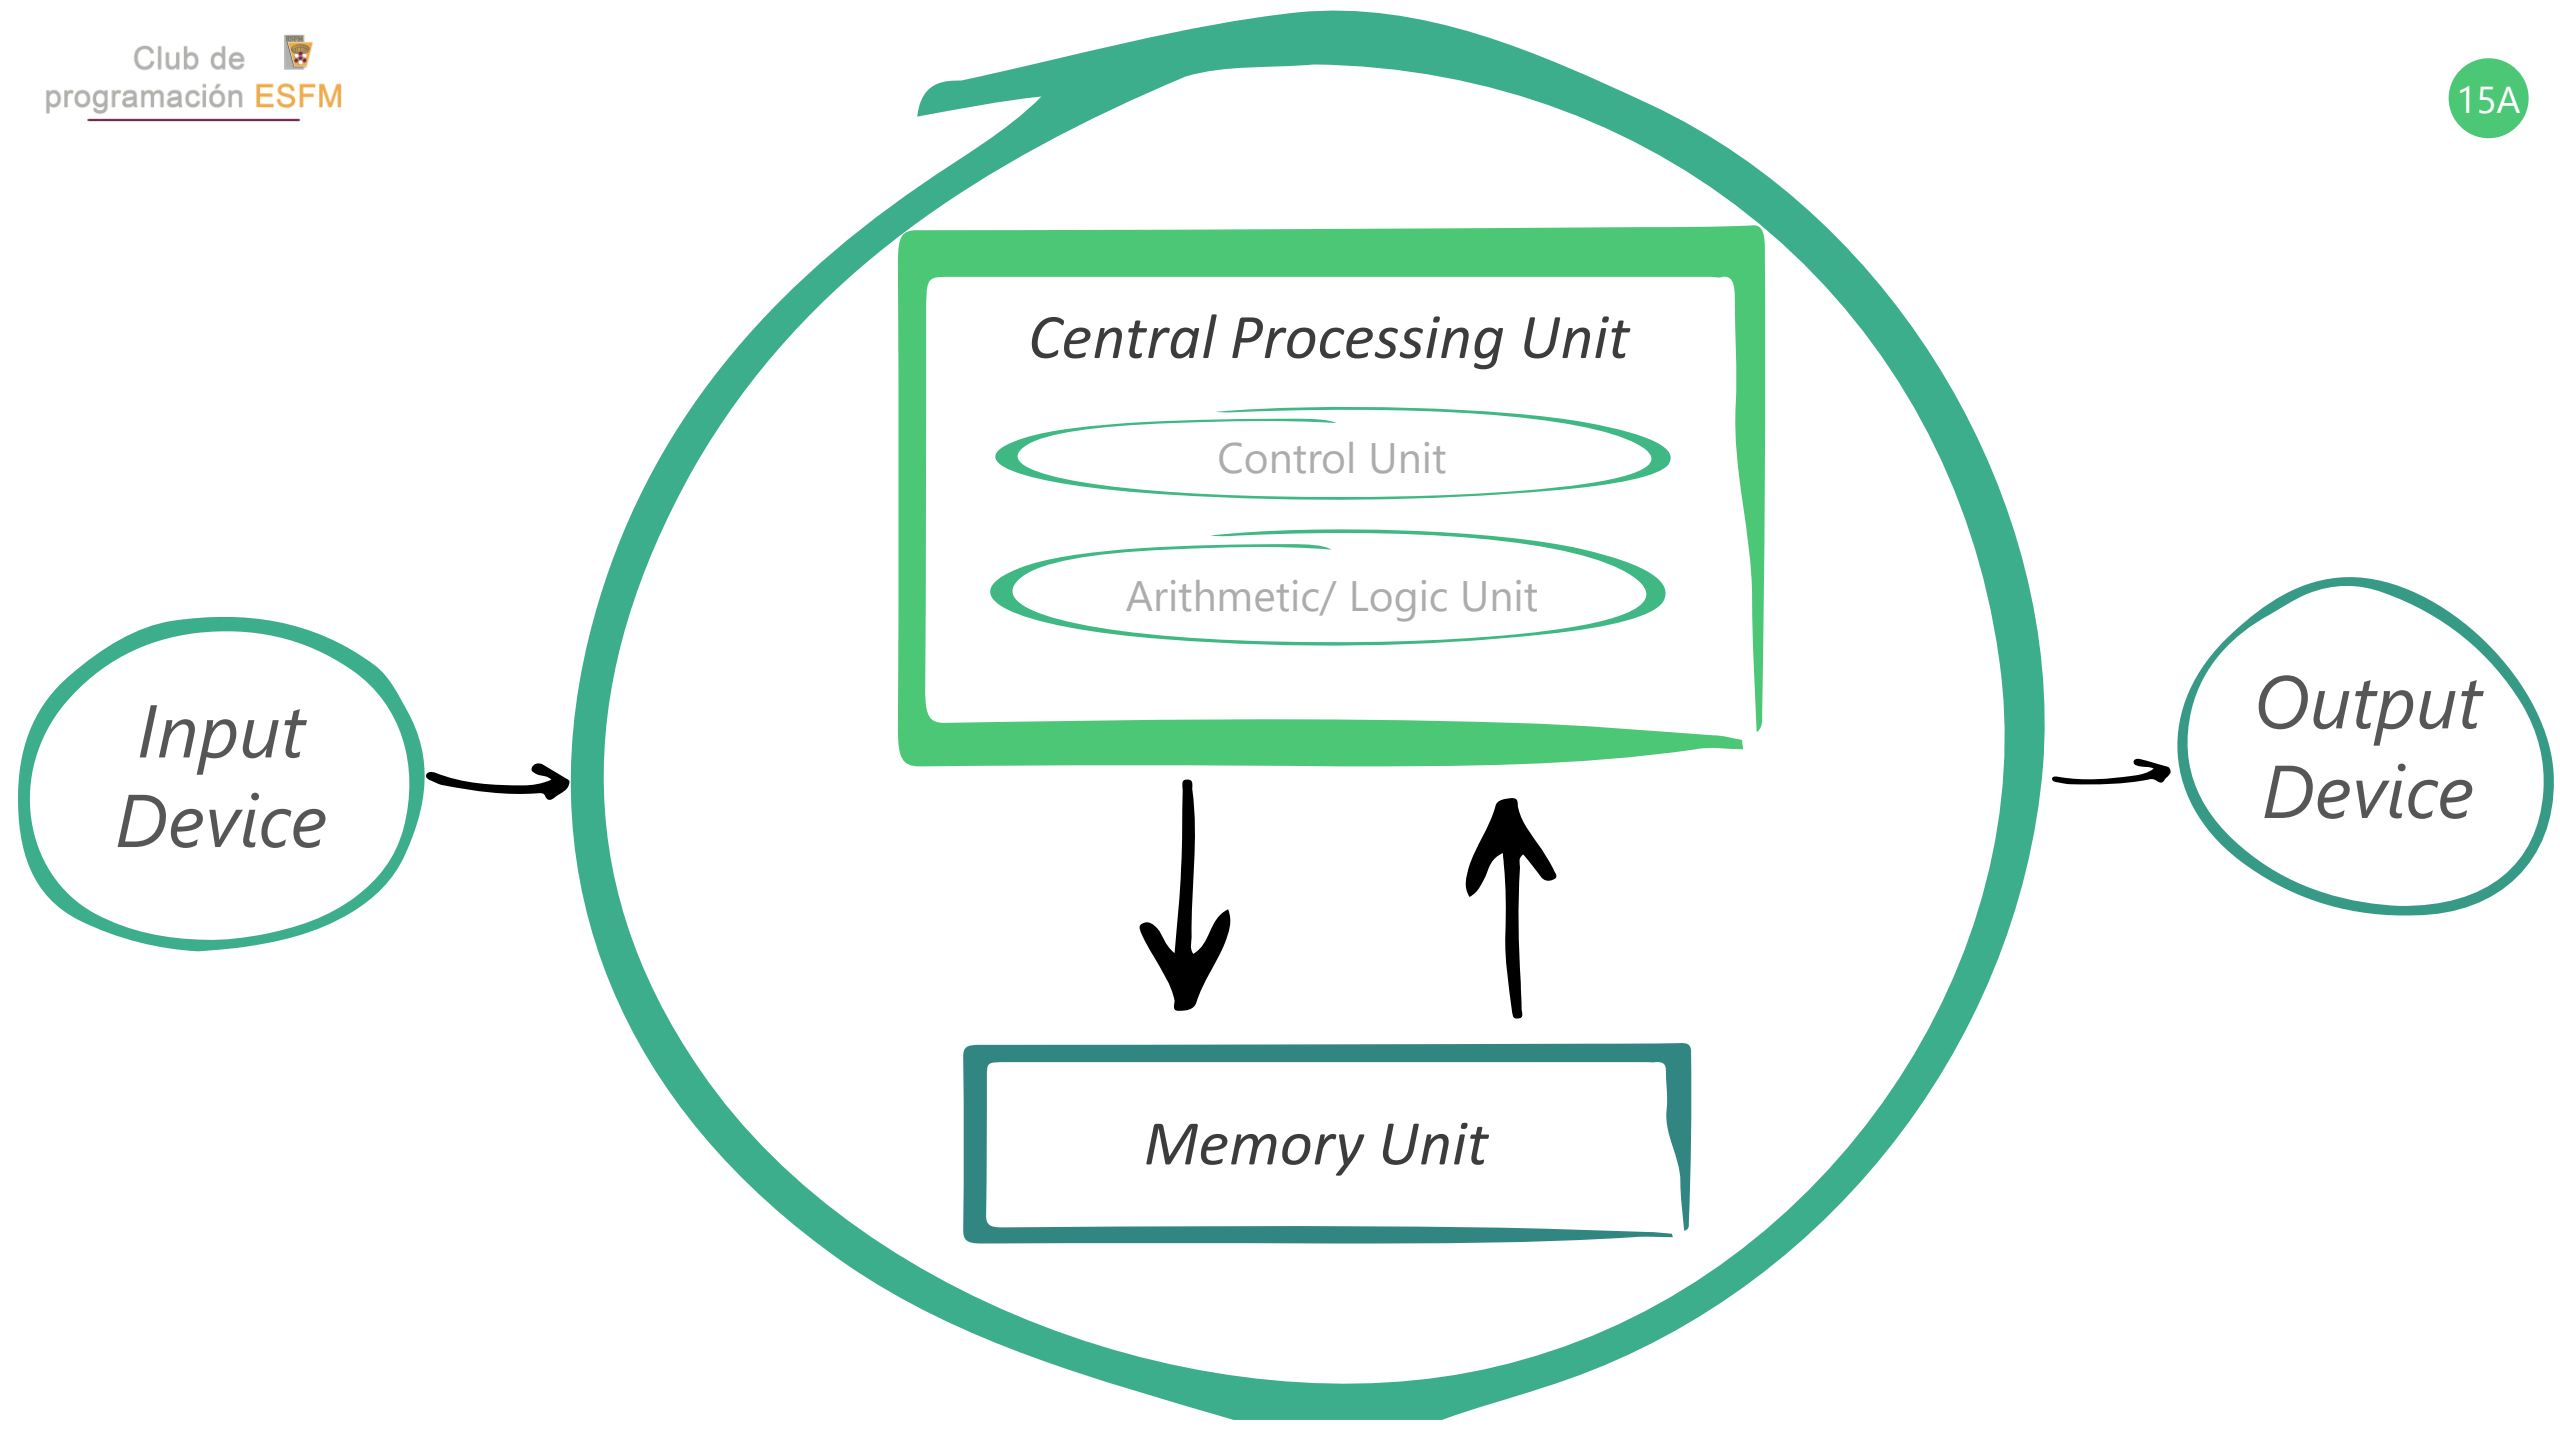 Club de
programación ESFM
15A
Central Processing Unit
Control Unit
Arithmetic/ Logic Unit
Input
Device
Output
Device
Memory Unit